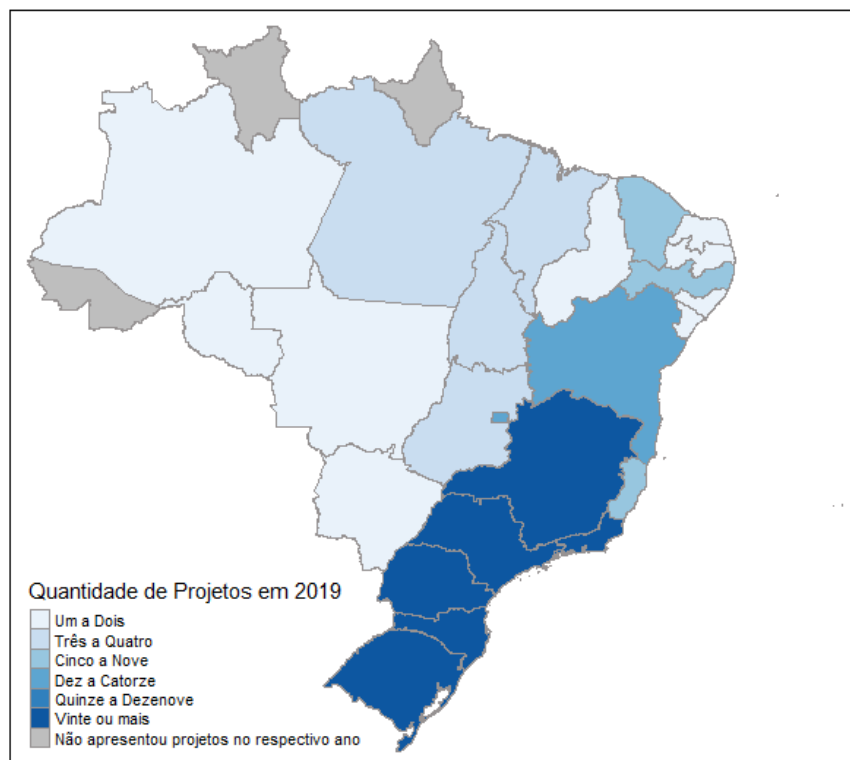 Quantidade de Projetos em 2019
Um a Dois
Três a Quatro
Cinco a Nove
Dez a Catorze
Quinze a Dezenove
Vinte ou mais
Não apresentou projetos no respectivo ano